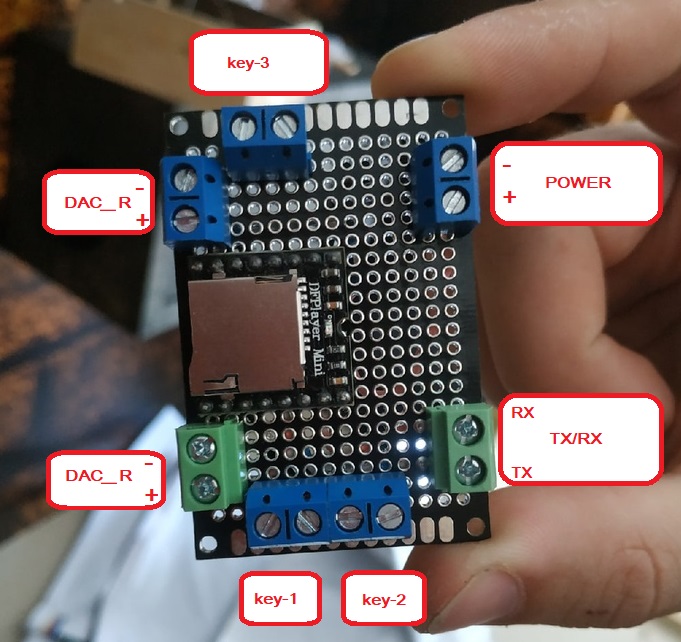 key-3
DAC_R -
+
-
+ POWER
DFPlayer Mini
RX
TX/RX
TX
DAC_R -
+
key-1
key-2